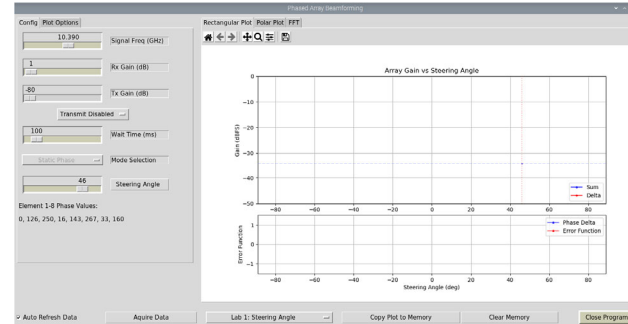 Phased Array Beamforming
Config Plot Options
10.390
Signal Freq (GHz)
1
Rx Gain (dB)
-80
Tx Gain (dB)
Transmit Disabled
100
Wait Time (ms)
Static Phase
Mode Selection
46
Steering Angle
Element 1-8 Phase Values:
0, 126, 250, 16, 143, 267, 33, 160
Rectangular Plot Polar Plot FFT
Array Gain vs Steering Angle
Gain (dBFS)
0
−10
−20
−30
−40
−50
−80 −60 −40 −20 0 20 40 60 80
Sum
Delta
Error Function
1
0
−1
Phase Delta
Error Function
−80 −60 −40 −20 0 20 40 60 80
Steering Angle (deg)
Auto Refresh Data Aquire Data Lab 1: Steering Angle Copy Plot to Memory Clear Memory Close Program